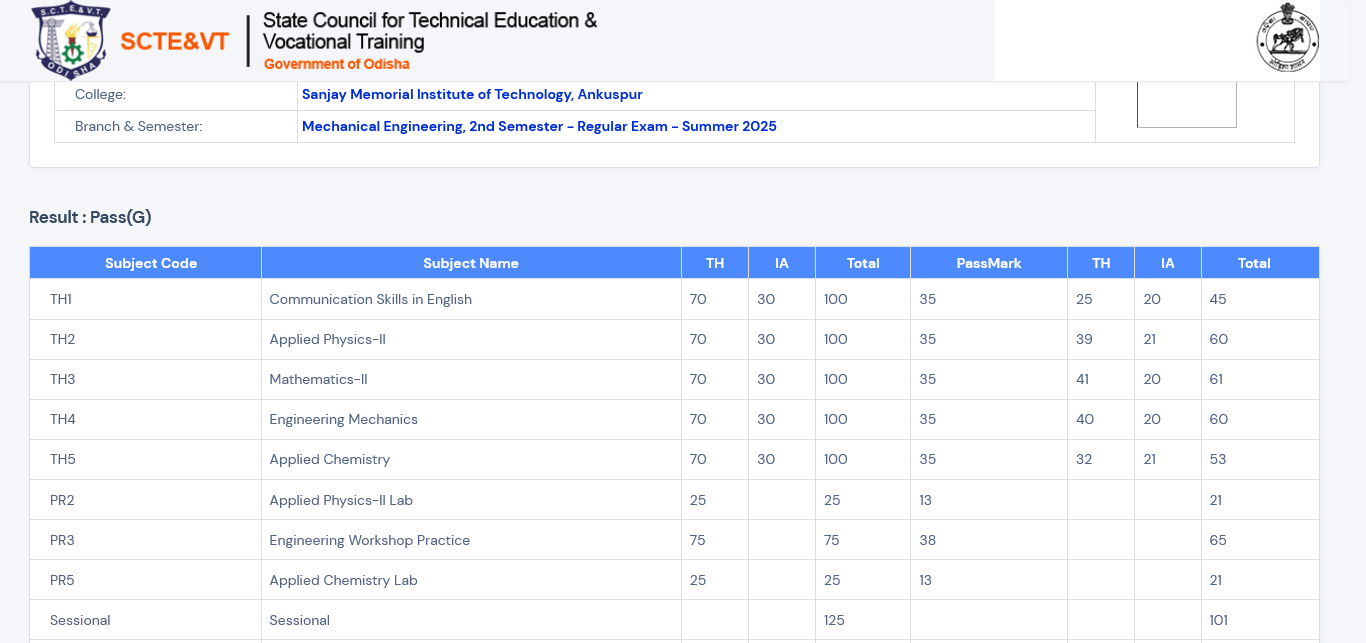 S.C.T.E.&V.T.
ODISHA
SCTE&VT
State Council for Technical Education &
Vocational Training
Government of Odisha
College: Sanjay Memorial Institute of Technology, Ankuspur
Branch & Semester: Mechanical Engineering, 2nd Semester - Regular Exam - Summer 2025
Result : Pass(G)
Subject Code Subject Name TH IA Total PassMark TH IA Total
TH1 Communication Skills in English 70 30 100 35 25 20 45
TH2 Applied Physics-II 70 30 100 35 39 21 60
TH3 Mathematics-II 70 30 100 35 41 20 61
TH4 Engineering Mechanics 70 30 100 35 40 20 60
TH5 Applied Chemistry 70 30 100 35 32 21 53
PR2 Applied Physics-II Lab 25 25 13 21
PR3 Engineering Workshop Practice 75 75 38 65
PR5 Applied Chemistry Lab 25 25 13 21
Sessional Sessional 125 101